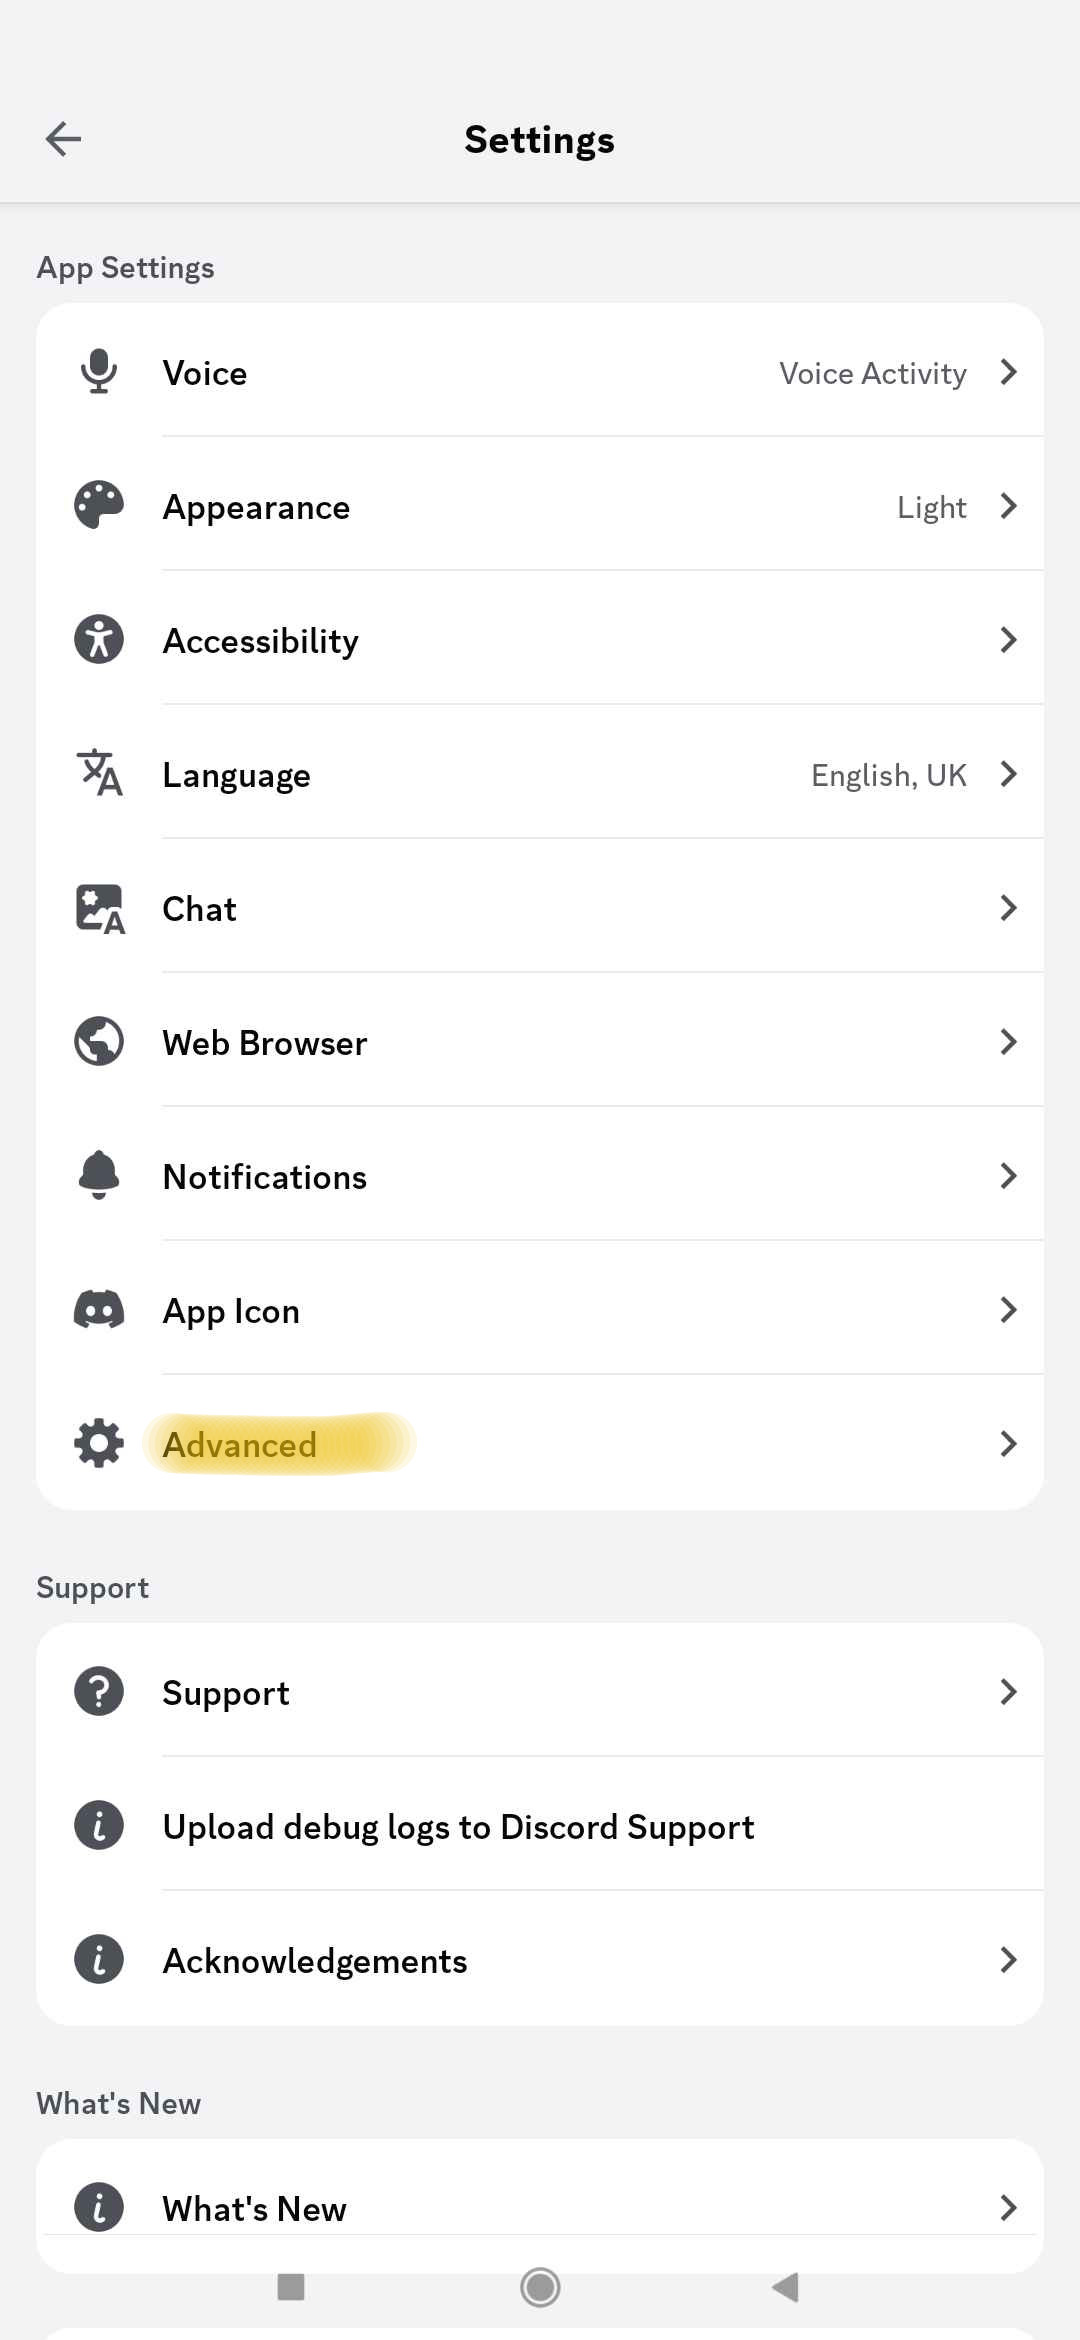 Settings
App Settings
Voice Voice Activity
Appearance Light
Accessibility
Language English, UK
Chat
Web Browser
Notifications
App Icon
Advanced
Support
Support
Upload debug logs to Discord Support
Acknowledgements
What's New
What's New